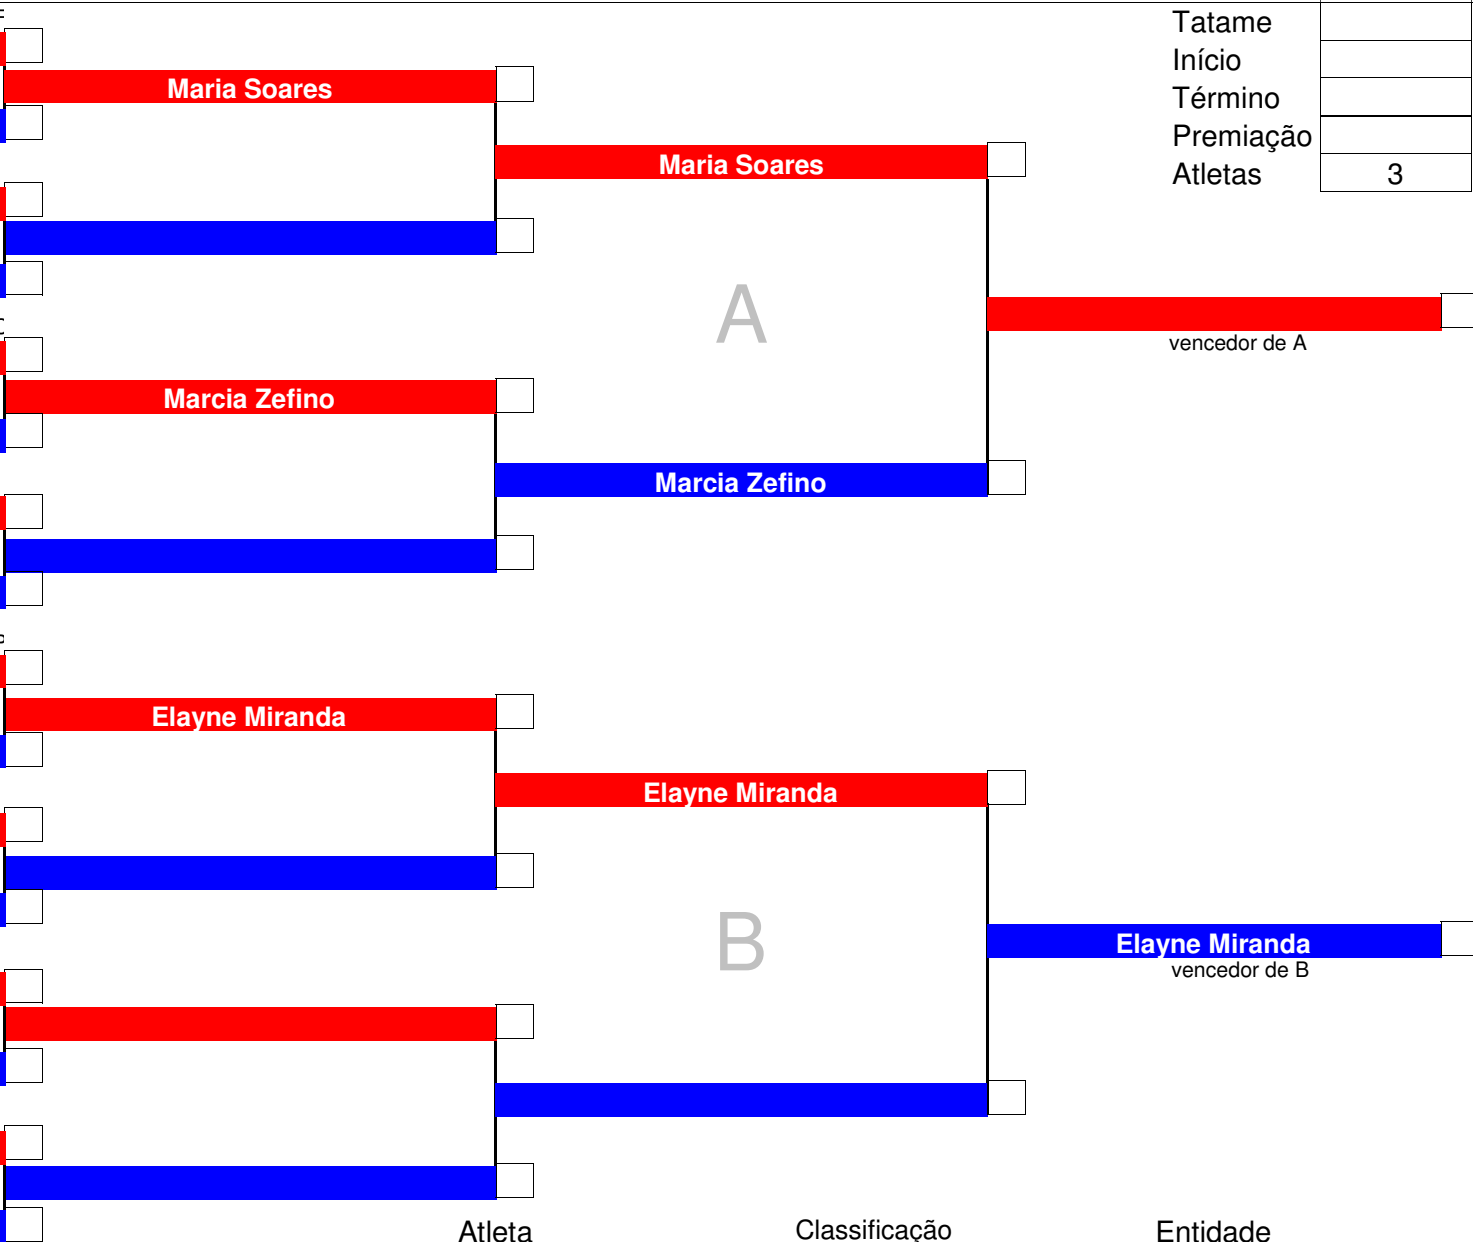 Tatame
Início
Término
Premiação
Atletas 3
Maria Soares
Maria Soares
A
vencedor de A
Marcia Zefino
Marcia Zefino
Elayne Miranda
Elayne Miranda
B
Elayne Miranda
vencedor de B
Atleta Classificação Entidade